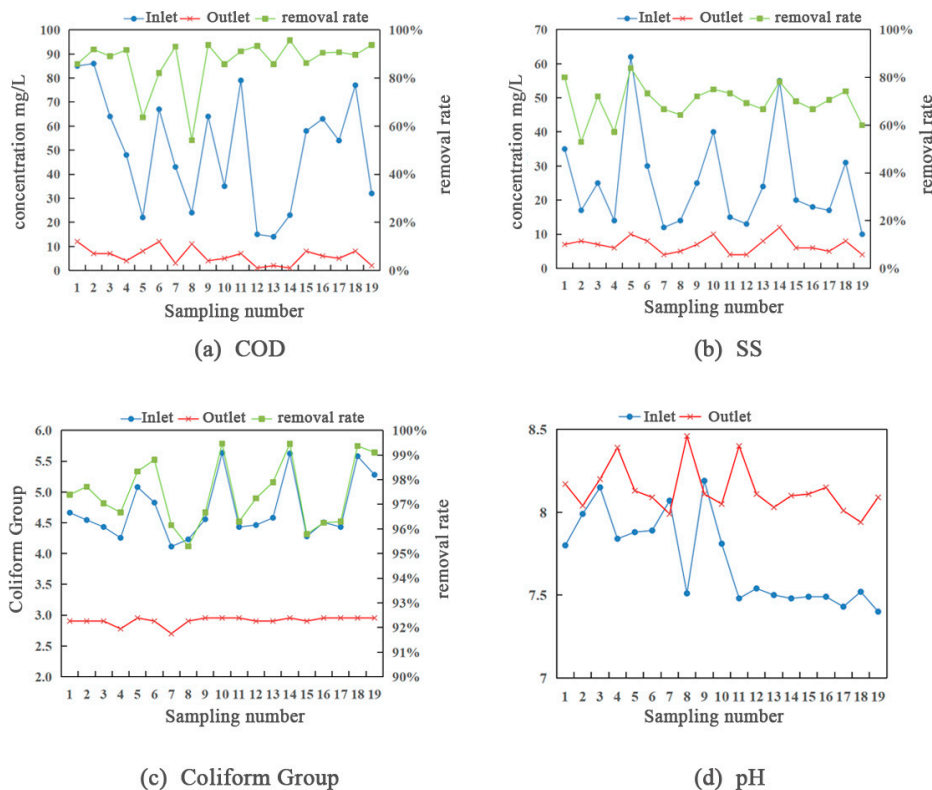 Inlet Outlet removal rate
100 100%
90
80 80%
70
60 60%
50
40 40%
30
20 20%
10
0 0%
concentration mg/L
removal rate
1 2 3 4 5 6 7 8 9 10 11 12 13 14 15 16 17 18 19
Sampling number
(a) COD
Inlet Outlet removal rate
70 100%
60 80%
50
40 60%
30 40%
20
10 20%
0 0%
concentration mg/L
removal rate
1 2 3 4 5 6 7 8 9 10 11 12 13 14 15 16 17 18 19
Sampling number
(b) SS
Inlet Outlet removal rate
6.0 100%
5.5 99%
98%
5.0 97%
4.5 96%
4.0 95%
3.5 94%
3.0 93%
2.5 92%
91%
2.0 90%
Coliform Group
removal rate
1 2 3 4 5 6 7 8 9 10 11 12 13 14 15 16 17 18 19
Sampling number
(c) Coliform Group
Inlet Outlet
8.5
8
7.5
7
1 2 3 4 5 6 7 8 9 10 11 12 13 14 15 16 17 18 19
Sampling number
(d) pH